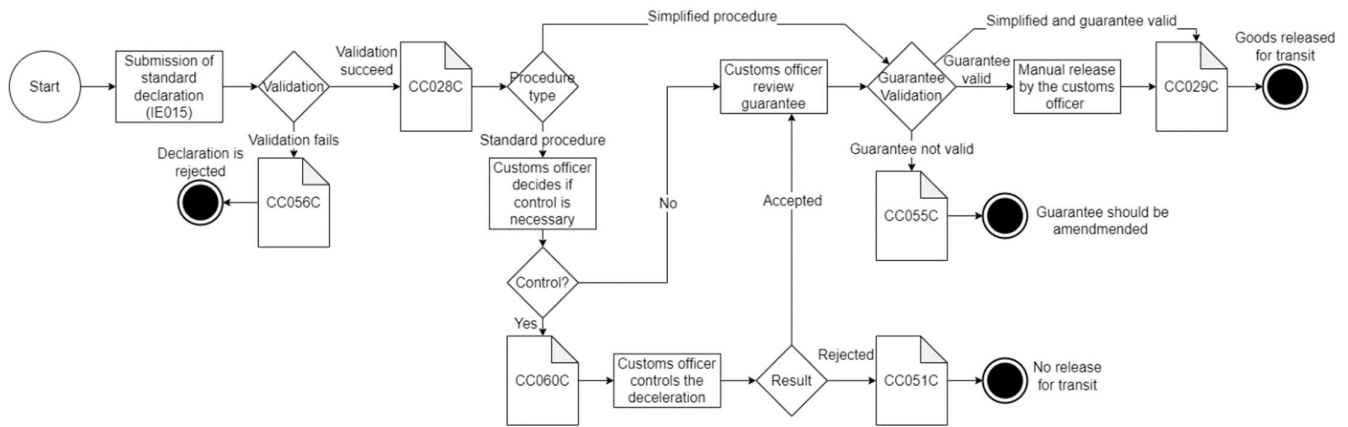 Simplified procedure
Simplified and guarantee valid
Goods released
for transit
Start
Submission of
standard
declaration
(IE015)
Validation
Validation
succeed
CC028C
Procedure
type
Customs officer
review
guarantee
Guarantee
Validation
Guarantee
valid
Manual release
by the customs
officer
CC029C
Validation fails
Declaration is
rejected
CC056C
Standard procedure
Customs officer
decides if
control is
necessary
No
Accepted
Guarantee not valid
CC055C
Guarantee should be
amendmended
Control?
Yes
CC060C
Customs officer
controls the
deceleration
Result
Rejected
CC051C
No release
for transit